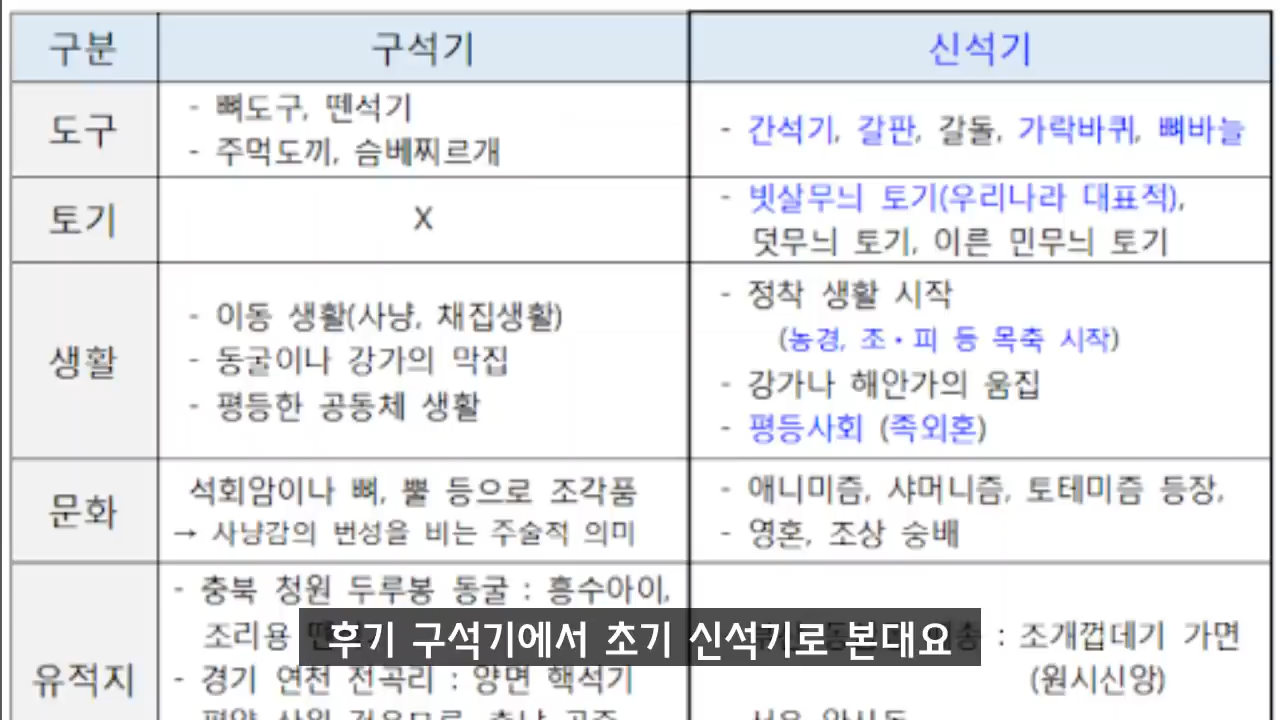 구분
구석기
신석기
도구
- 뼈도구, 뗀석기
- 주먹도끼, 슴베찌르개
- 간석기, 갈판, 갈돌, 가락바퀴, 뼈바늘
토기
X
- 빗살무늬 토기(우리나라 대표적),
덧무늬 토기, 이른 민무늬 토기
생활
- 이동 생활(사냥, 채집생활)
- 동굴이나 강가의 막집
- 평등한 공동체 생활
- 정착 생활 시작
(농경, 조·피 등 목축 시작)
- 강가나 해안가의 움집
- 평등사회 (족외혼)
문화
석회암이나 뼈, 뿔 등으로 조각품
→ 사냥감의 번성을 비는 주술적 의미
- 애니미즘, 샤머니즘, 토테미즘 등장,
- 영혼, 조상 숭배
유적지
- 충북 청원 두루봉 동굴 : 흥수아이,
조리용
- 경기 연천 전곡리 : 양면 핵석기
: 조개껍데기 가면
(원시신앙)
후기 구석기에서 초기 신석기로 본대요